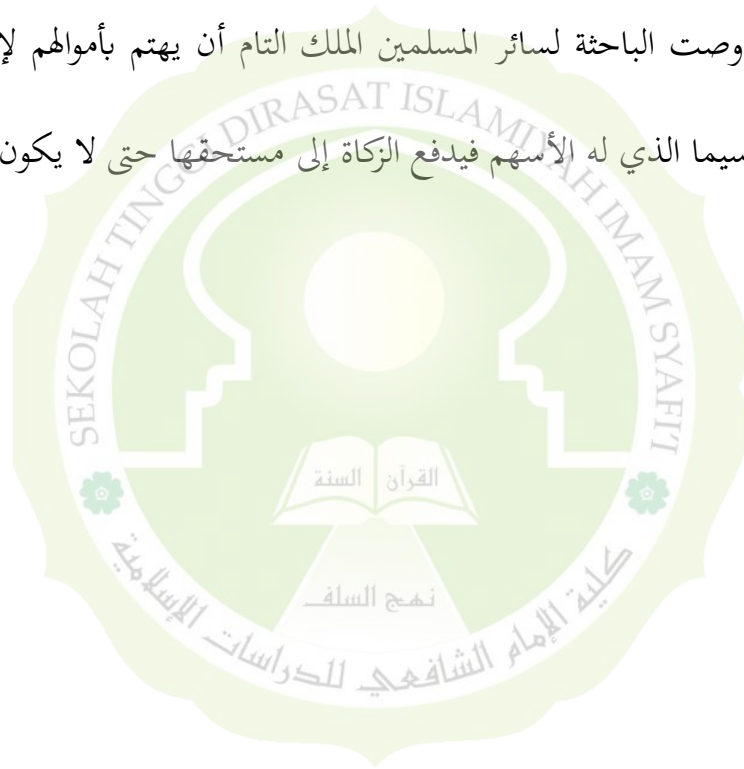 وصت الباحثة لسائر المسلمين الملك التام أن يهتم بأموالهم لإ
سيما الذي له الأسهم فيدفع الزكاة إلى مستحقها حتى لا يكون
SEKOLAH TINGGI DIRASAT ISLAMIYAH IMAM SYAFI'I
القرآن السنة
نهج السلف
كلية الإمام الشافعي للدراسات الإسلامية